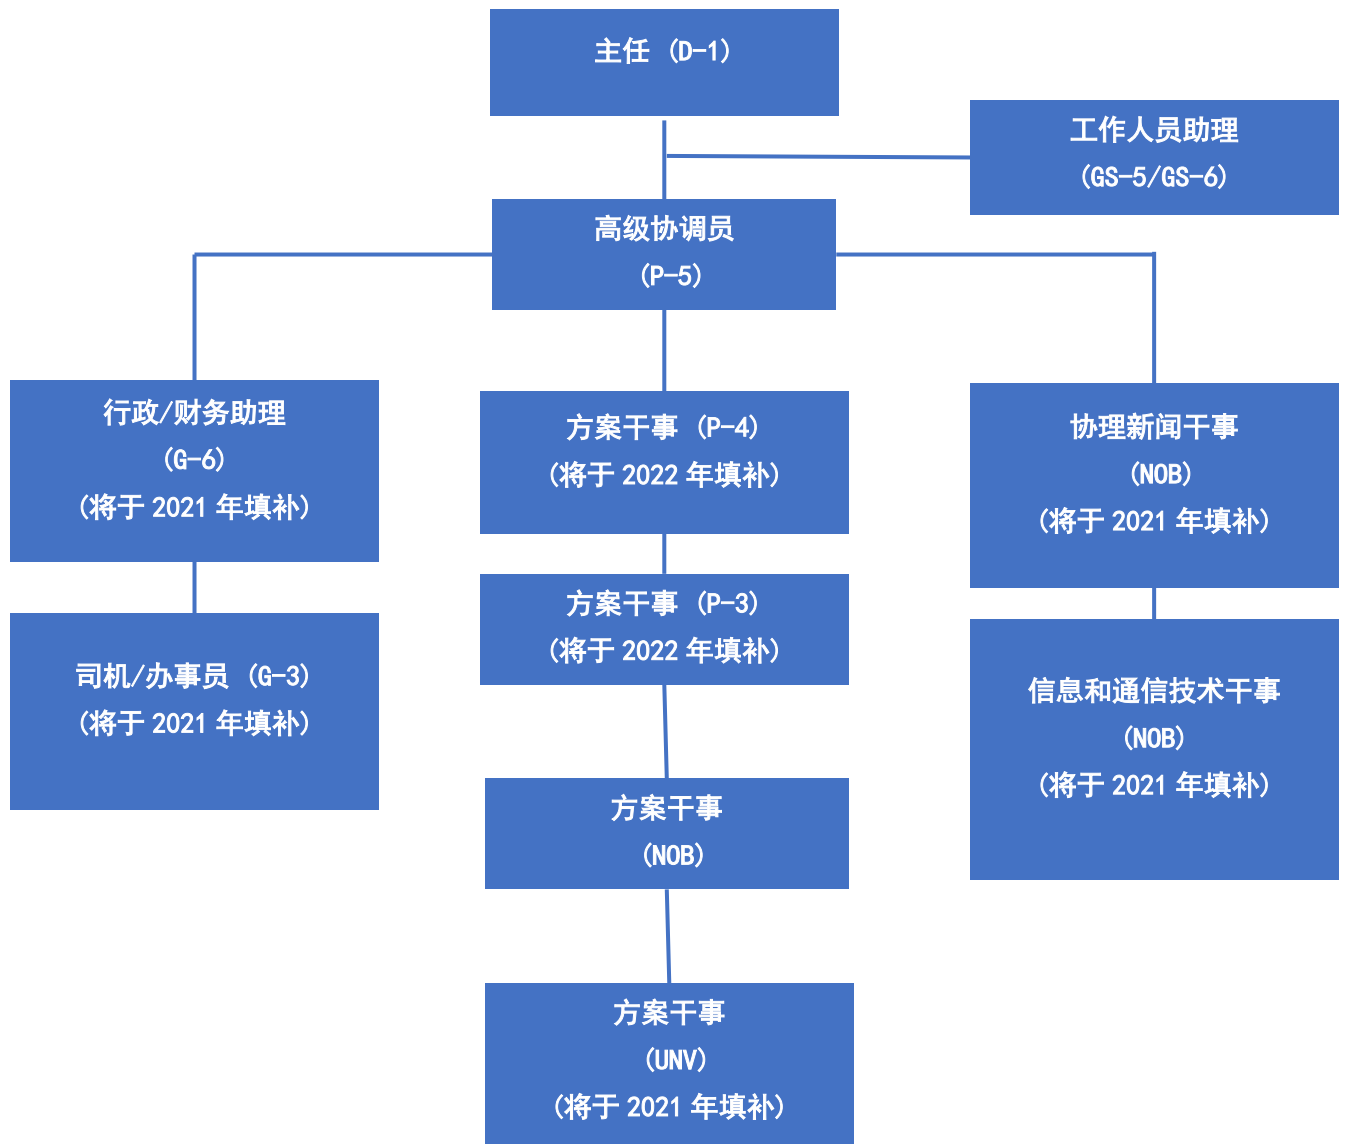 主任 (D-1)
工作人员助理
(GS-5/GS-6)
高级协调员
(P-5)
行政/财务助理
(G-6)
(将于 2021 年填补)
方案干事 (P-4)
(将于 2022 年填补)
协理新闻干事
(NOB)
(将于 2021 年填补)
司机/办事员 (G-3)
(将于 2021 年填补)
方案干事 (P-3)
(将于 2022 年填补)
信息和通信技术干事
(NOB)
(将于 2021 年填补)
方案干事
(NOB)
方案干事
(UNV)
(将于 2021 年填补)